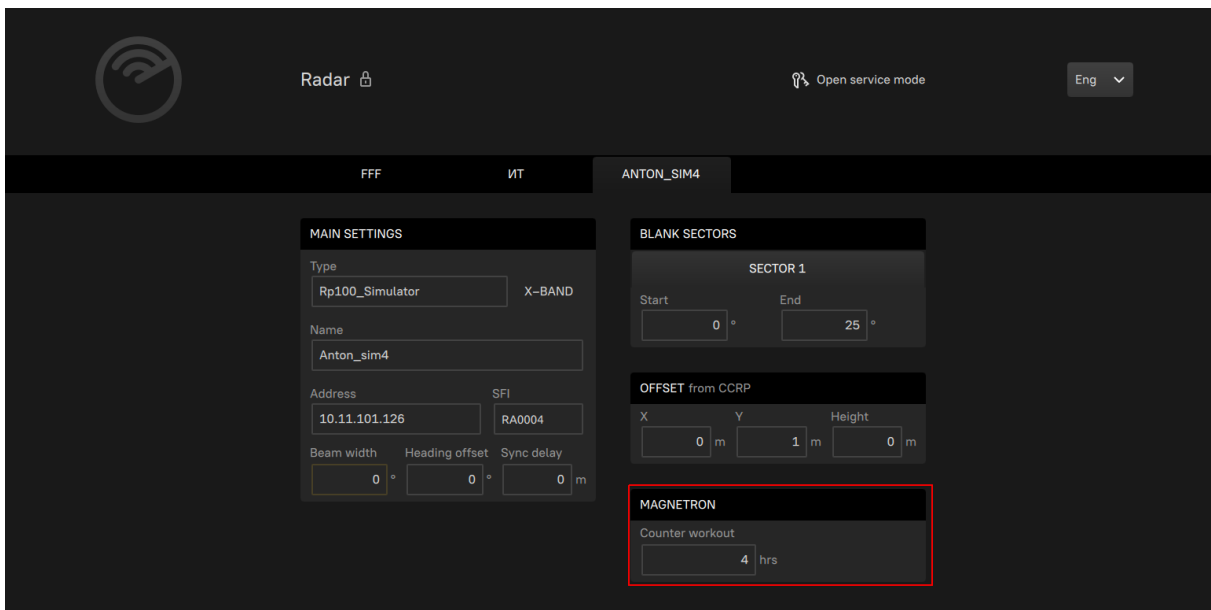 Radar
Open service mode
Eng
FFF ИТ ANTON_SIM4
MAIN SETTINGS
Type
Rp100_Simulator X–BAND
Name
Anton_sim4
Address SFI
10.11.101.126 RA0004
Beam width Heading offset Sync delay
0 ° 0 ° 0 m
BLANK SECTORS
SECTOR 1
Start End
0 ° 25 °
OFFSET from CCRP
X Y Height
0 m 1 m 0 m
MAGNETRON
Counter workout
4 hrs